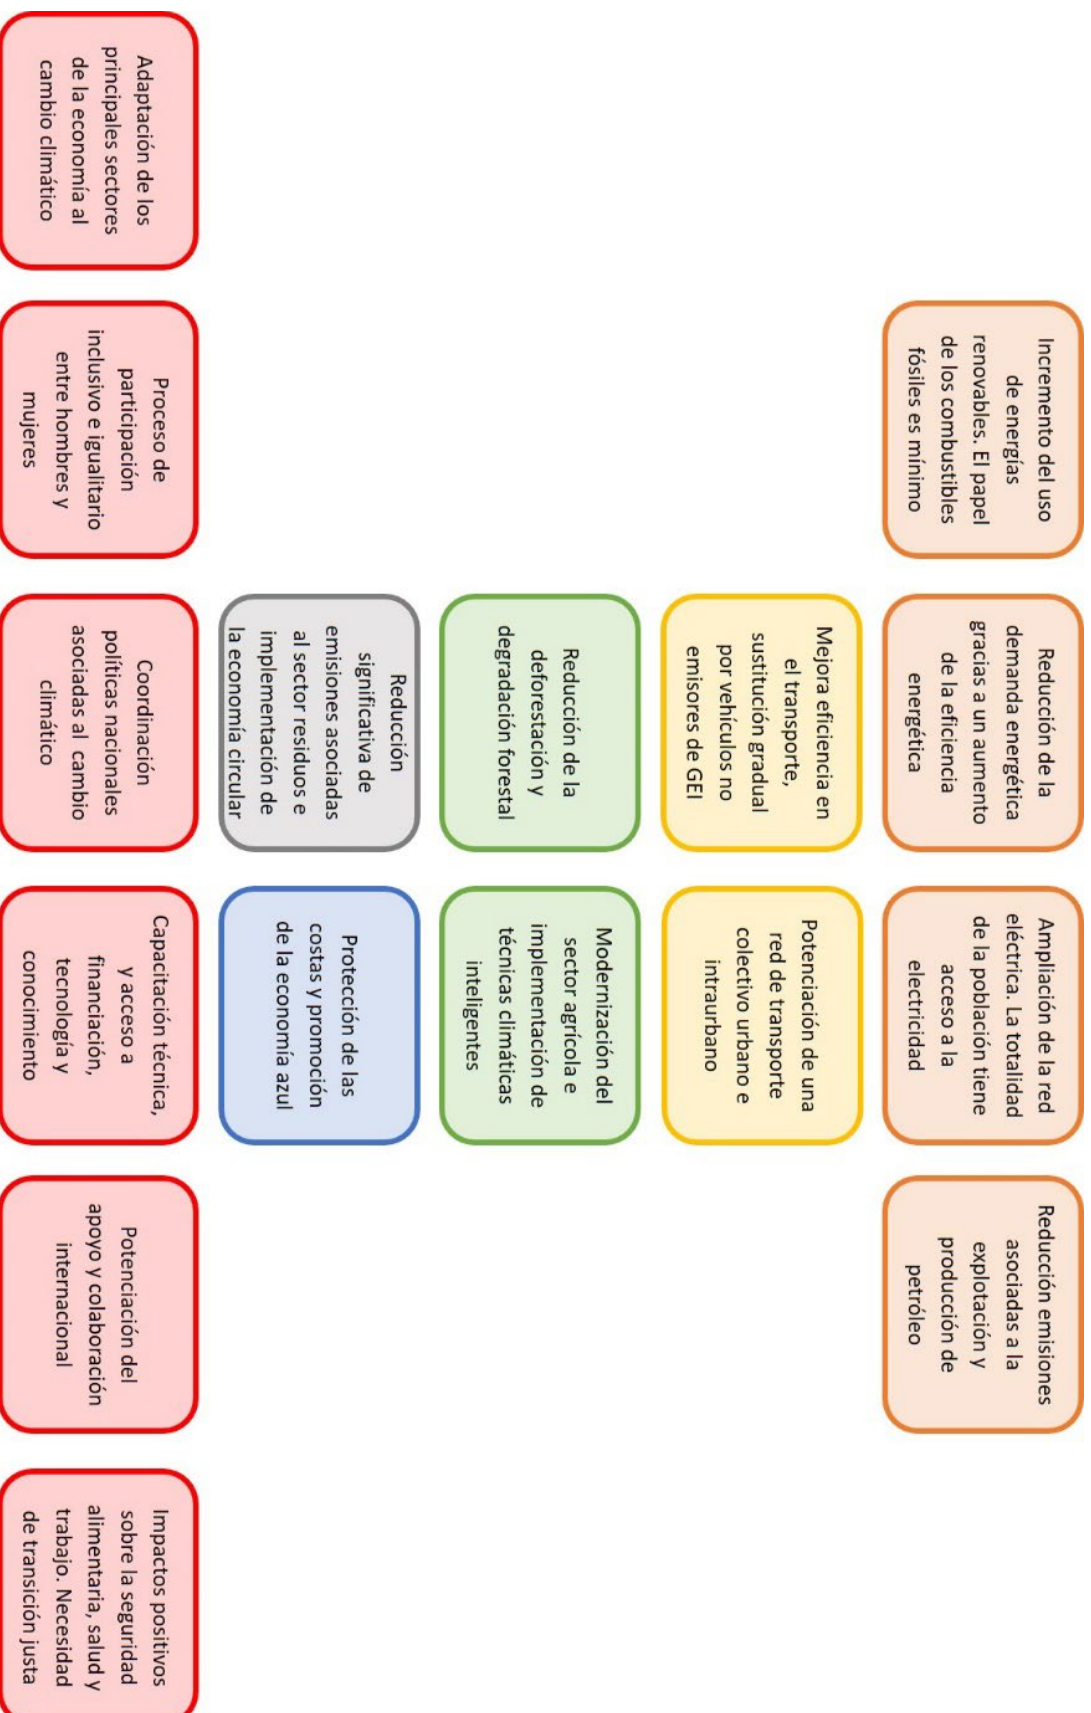 Incremento del uso
de energías
renovables. El papel
de los combustibles
fósiles es mínimo
Reducción de la
demanda energética
gracias a un aumento
de la eficiencia
energética
Ampliación de la red
eléctrica. La totalidad
de la población tiene
acceso a la
electricidad
Reducción emisiones
asociadas a la
explotación y
producción de
petróleo
Mejora eficiencia en
el transporte,
sustitución gradual
por vehículos no
emisores de GEI
Potenciación de una
red de transporte
colectivo urbano e
intraurbano
Reducción de la
deforestación y
degradación forestal
Modernización del
sector agrícola e
implementación de
técnicas climáticas
inteligentes
Reducción
significativa de
emisiones asociadas
al sector residuos e
implementación de
la economía circular
Protección de las
costas y promoción
de la economía azul
Adaptación de los
principales sectores
de la economía al
cambio climático
Proceso de
participación
inclusivo e igualitario
entre hombres y
mujeres
Coordinación
políticas nacionales
asociadas al cambio
climático
Capacitación técnica,
y acceso a
financiación,
tecnología y
conocimiento
Potenciación del
apoyo y colaboración
internacional
Impactos positivos
sobre la seguridad
alimentaria, salud y
trabajo. Necesidad
de transición justa